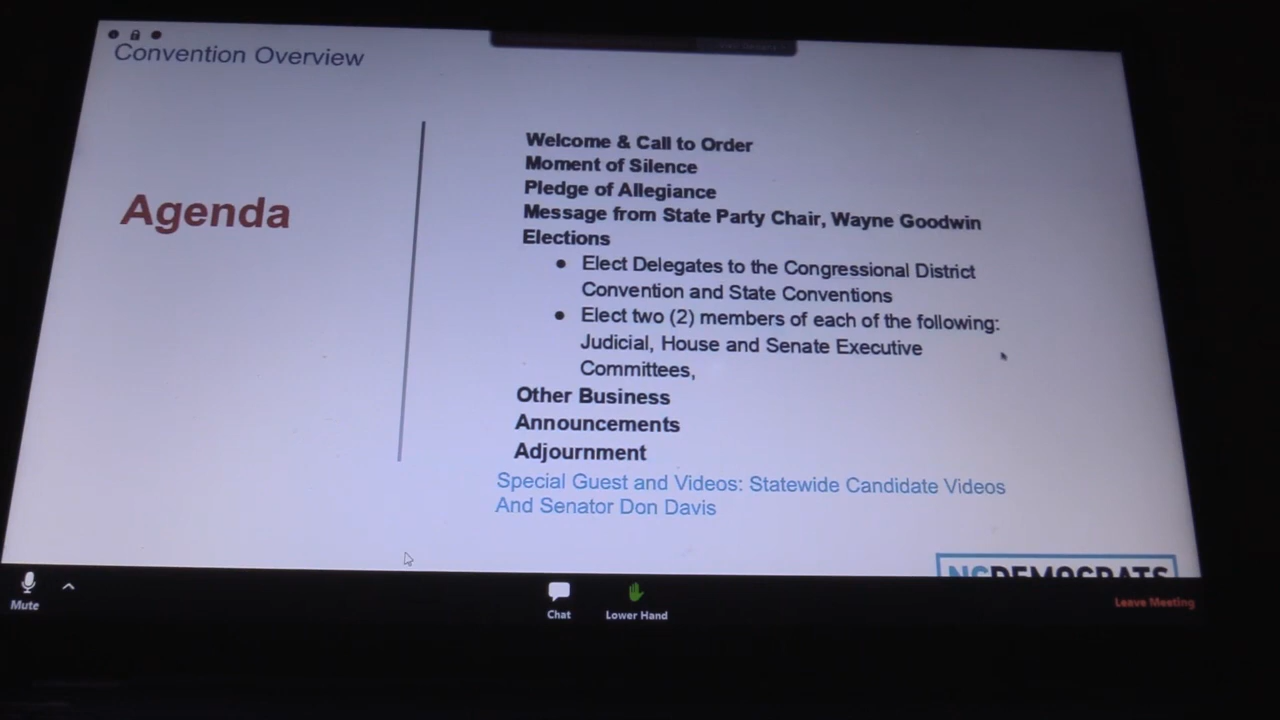 Convention Overview
Agenda
Welcome & Call to Order
Moment of Silence
Pledge of Allegiance
Message from State Party Chair, Wayne Goodwin
Elections
● Elect Delegates to the Congressional District
Convention and State Conventions
● Elect two (2) members of each of the following:
Judicial, House and Senate Executive
Committees,
Other Business
Announcements
Adjournment
Special Guest and Videos: Statewide Candidate Videos
And Senator Don Davis
NCDEMOCRATS
Mute
Chat
Lower Hand
Leave Meeting